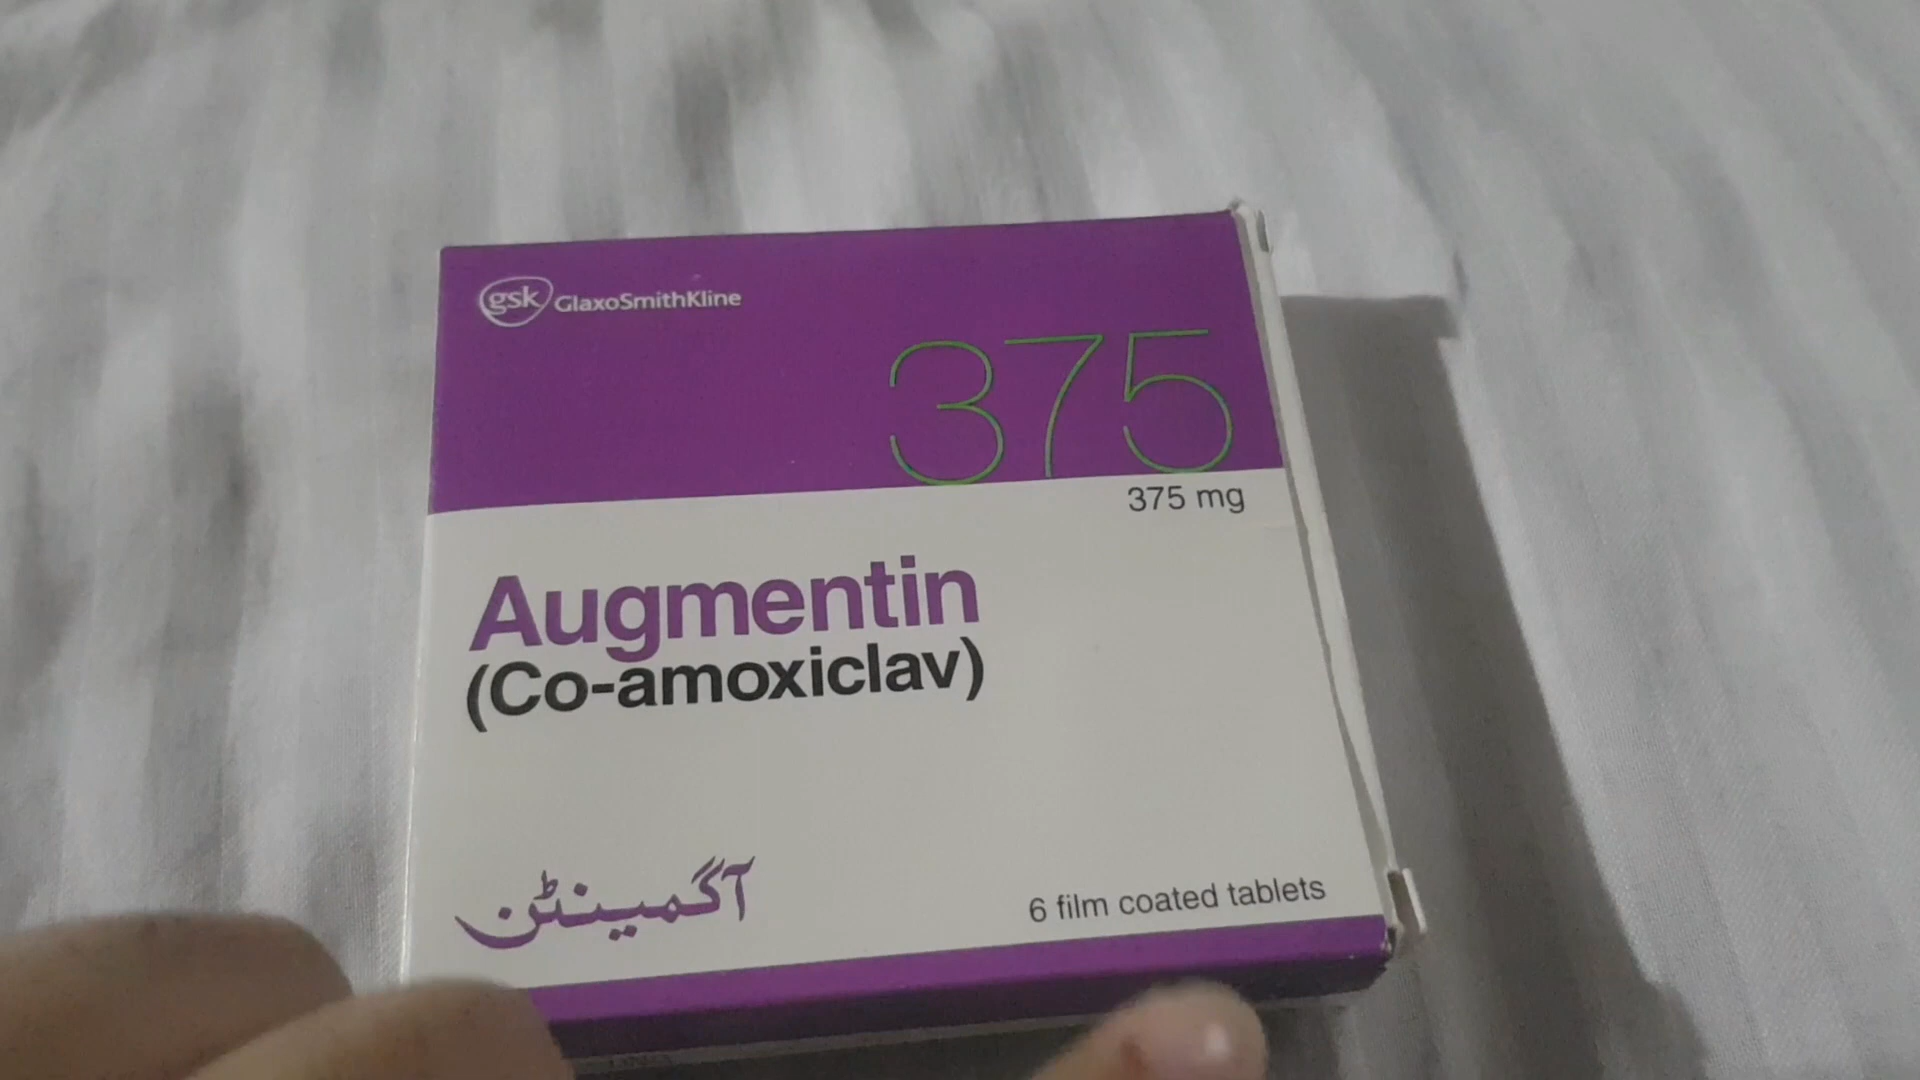 gsk GlaxoSmithKline
375
375 mg
Augmentin
(Co-amoxiclav)
آگمینٹن
6 film coated tablets